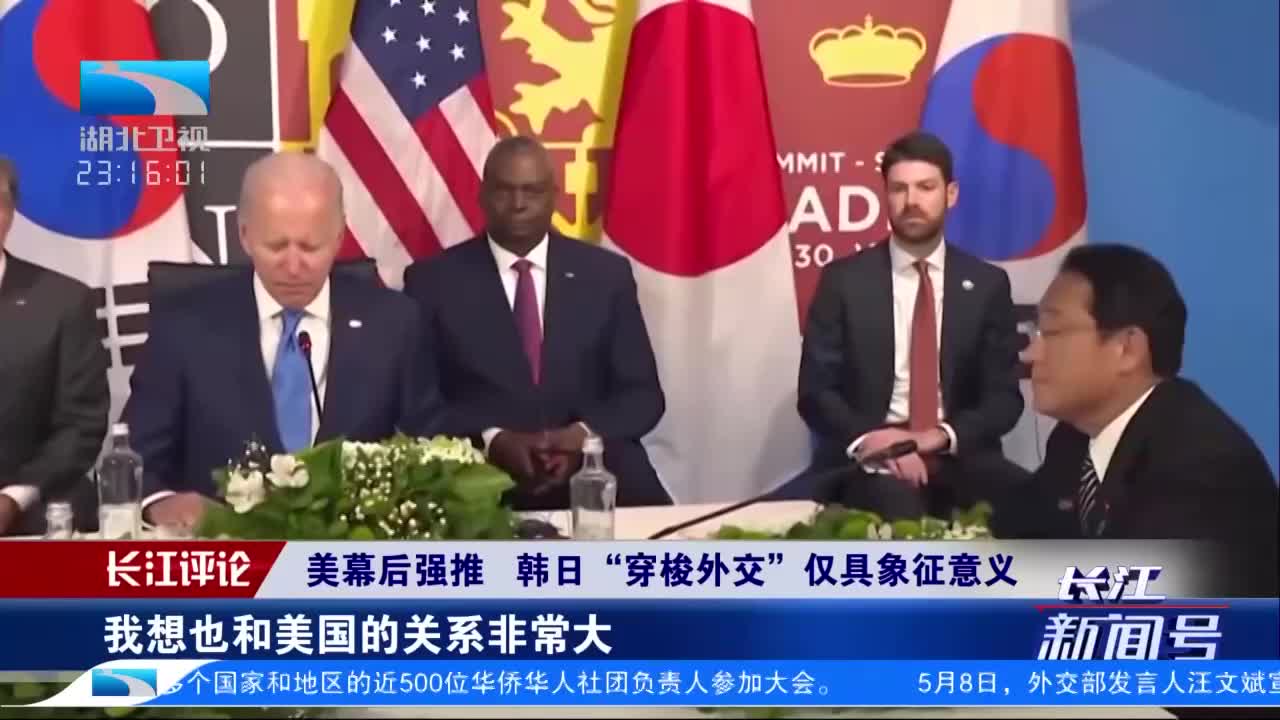 湖北卫视
23:16:01
MMIT - S
AD
30
长江评论
美幕后强推 韩日“穿梭外交”仅具象征意义
长江
新闻号
我想也和美国的关系非常大
多个国家和地区的近500位华侨华人社团负责人参加大会。 5月8日，外交部发言人汪文斌宣